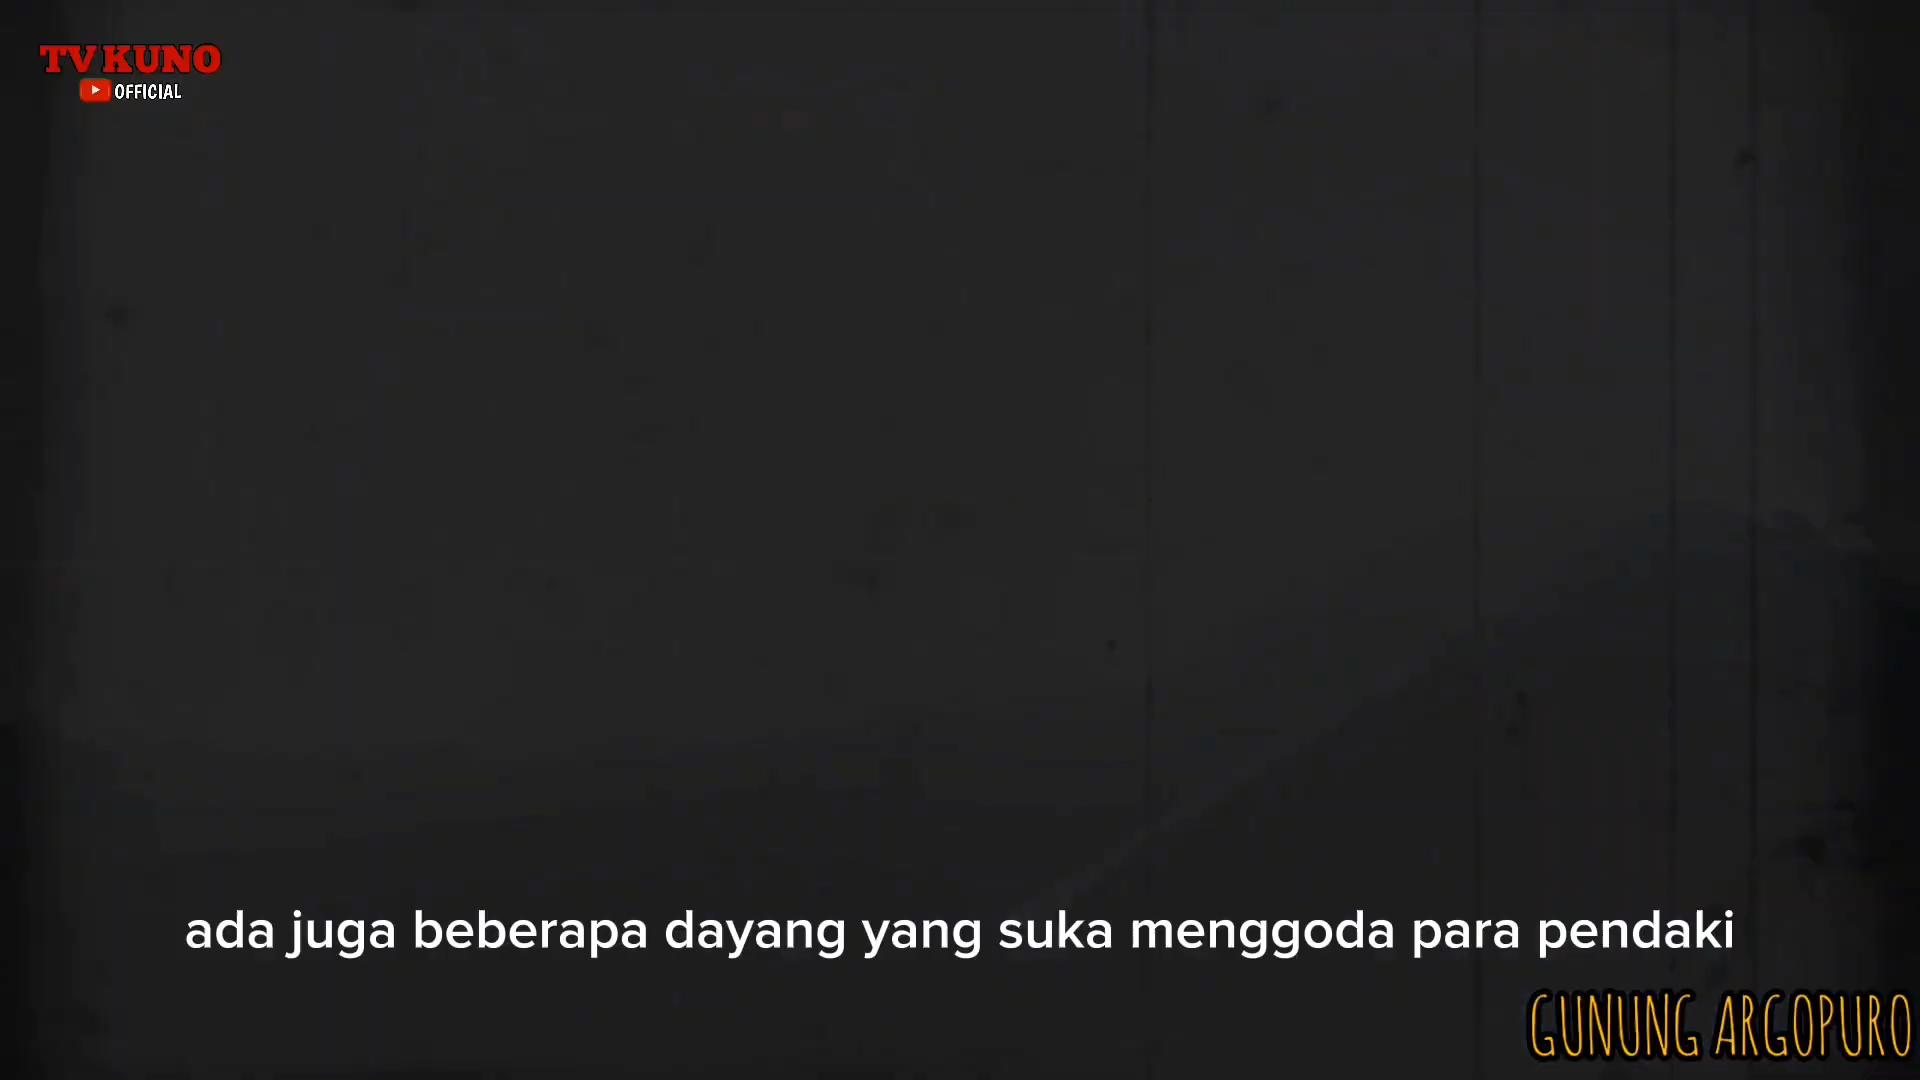 TV KUNO
OFFICIAL
ada juga beberapa dayang yang suka menggoda para pendaki
GUNUNG ARGOPURO